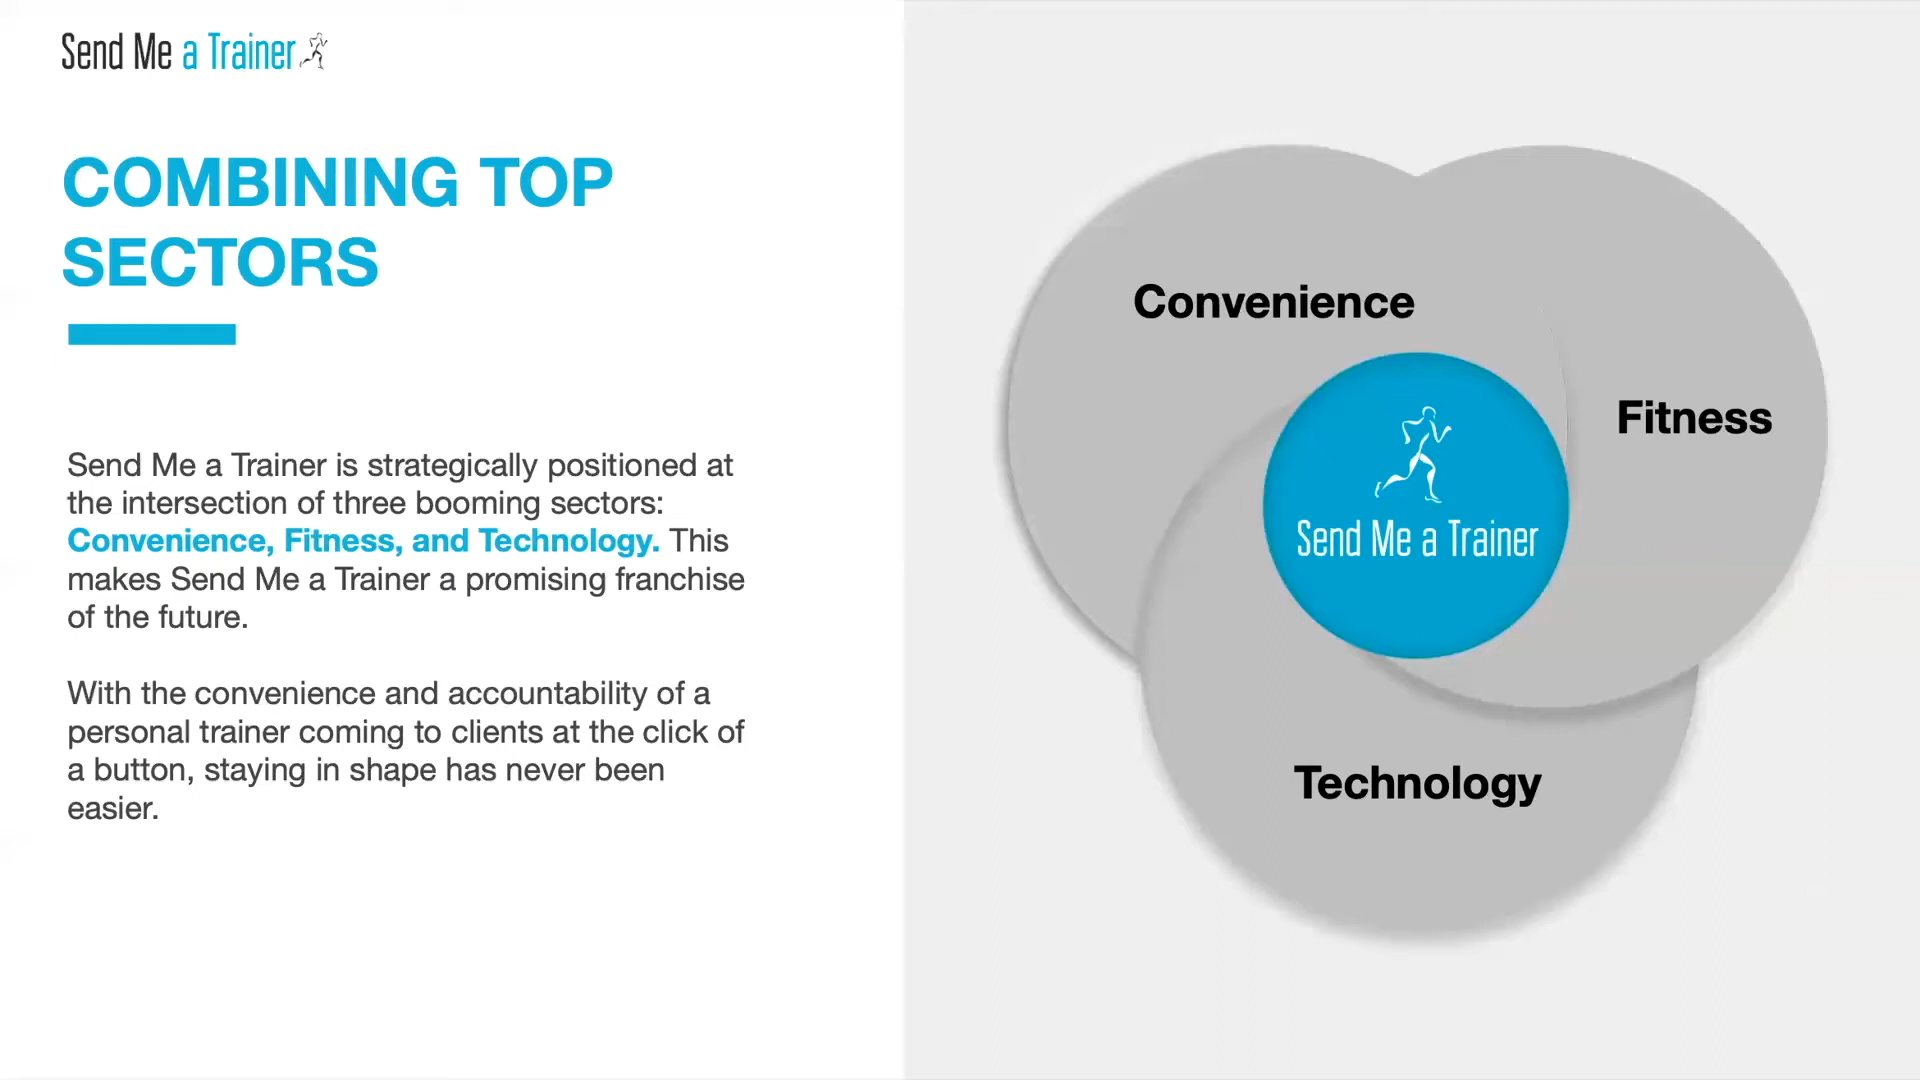 Send Me a Trainer
COMBINING TOP
SECTORS
Send Me a Trainer is strategically positioned at
the intersection of three booming sectors:
Convenience, Fitness, and Technology. This
makes Send Me a Trainer a promising franchise
of the future.
With the convenience and accountability of a
personal trainer coming to clients at the click of
a button, staying in shape has never been
easier.
Convenience
Fitness
Send Me a Trainer
Technology